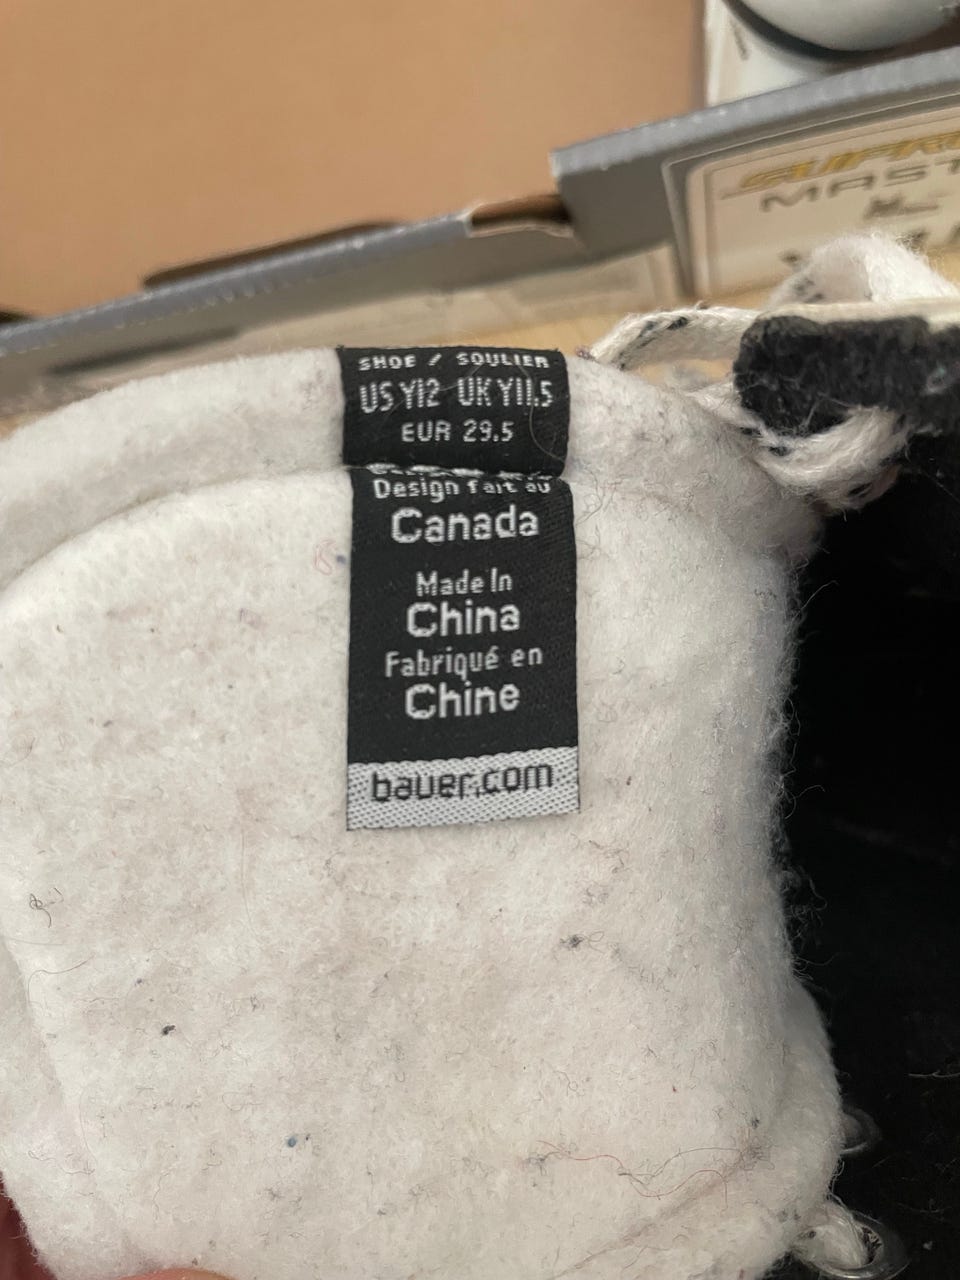 SHOE / SOULIER
US Y12 UK Y11.5
EUR 29.5
Design fait au
Canada
Made In
China
Fabriqué en
Chine
bauer.com